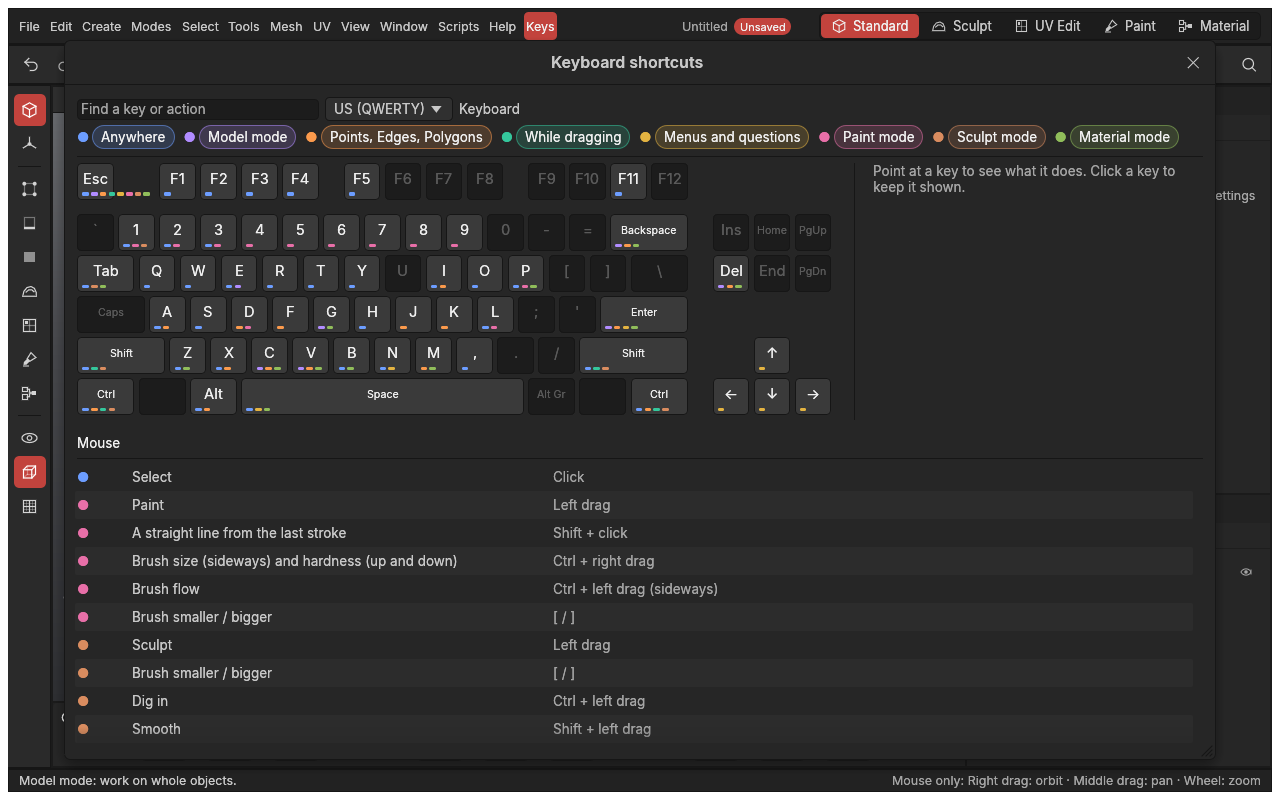 File Edit Create Modes Select Tools Mesh UV View Window Scripts Help Keys Untitled Unsaved Standard Sculpt UV Edit Paint Material
Keyboard shortcuts
Find a key or action US (QWERTY) Keyboard
Anywhere Model mode Points, Edges, Polygons While dragging Menus and questions Paint mode Sculpt mode Material mode
Esc F1 F2 F3 F4 F5 F6 F7 F8 F9 F10 F11 F12
Point at a key to see what it does. Click a key to
keep it shown.
ettings
` 1 2 3 4 5 6 7 8 9 0 - = Backspace Ins Home PgUp
Tab Q W E R T Y U I O P [ ] \ Del End PgDn
Caps A S D F G H J K L ; ' Enter
Shift Z X C V B N M , . / Shift ↑
Ctrl Alt Space Alt Gr Ctrl ← ↓ →
Mouse
Select Click
Paint Left drag
A straight line from the last stroke Shift + click
Brush size (sideways) and hardness (up and down) Ctrl + right drag
Brush flow Ctrl + left drag (sideways)
Brush smaller / bigger [ / ]
Sculpt Left drag
Brush smaller / bigger [ / ]
Dig in Ctrl + left drag
Smooth Shift + left drag
Model mode: work on whole objects. Mouse only: Right drag: orbit · Middle drag: pan · Wheel: zoom